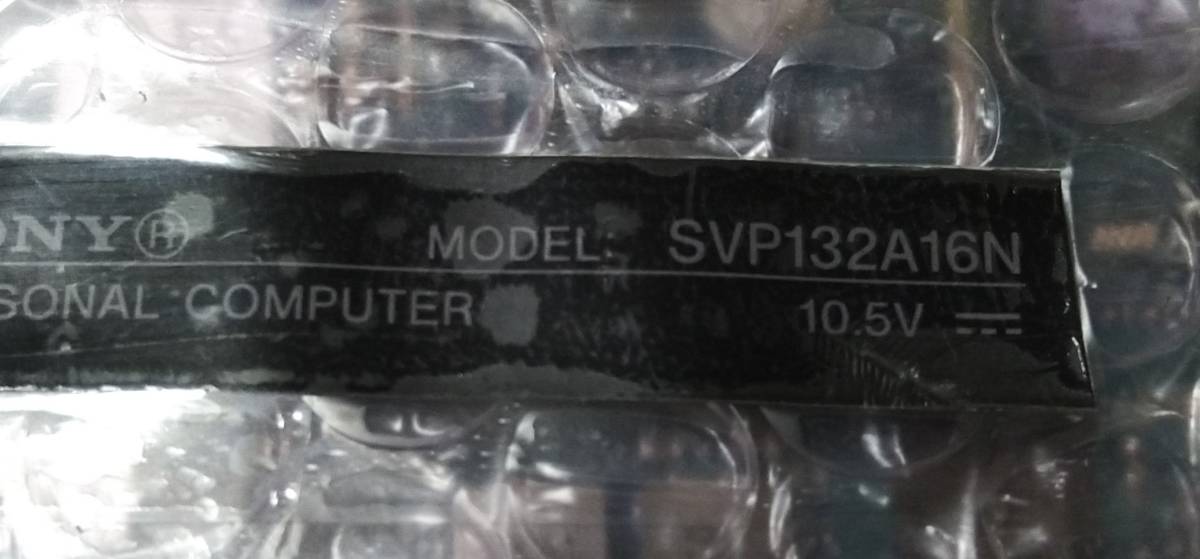 ONY® MODEL: SVP132A16N
SONAL COMPUTER 10.5V ⎓